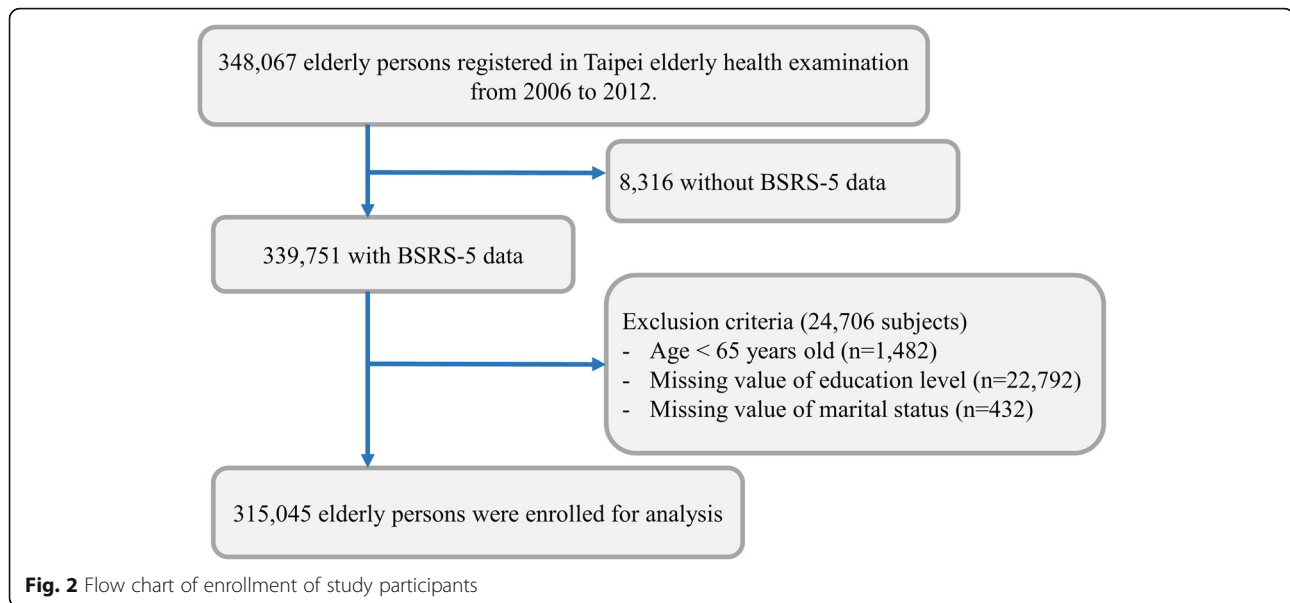 348,067 elderly persons registered in Taipei elderly health examination
from 2006 to 2012.
8,316 without BSRS-5 data
339,751 with BSRS-5 data
Exclusion criteria (24,706 subjects)
- Age < 65 years old (n=1,482)
- Missing value of education level (n=22,792)
- Missing value of marital status (n=432)
315,045 elderly persons were enrolled for analysis
Fig. 2 Flow chart of enrollment of study participants